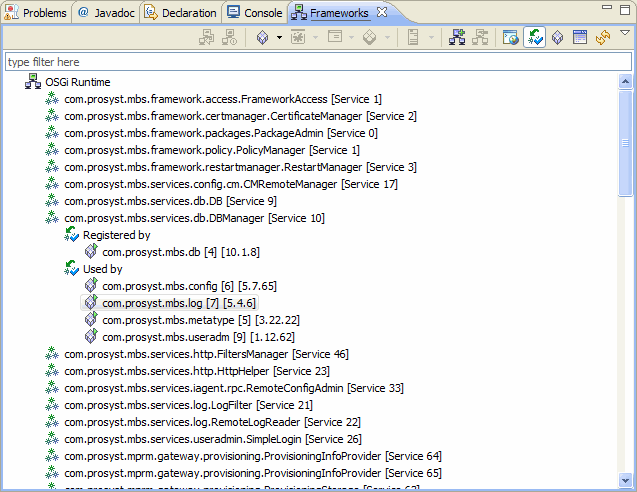 Problems @ Javadoc Declaration Console Frameworks
type filter here
OSGi Runtime
com.prosyst.mbs.framework.access.FrameworkAccess [Service 1]
com.prosyst.mbs.framework.certmanager.CertificateManager [Service 2]
com.prosyst.mbs.framework.packages.PackageAdmin [Service 0]
com.prosyst.mbs.framework.policy.PolicyManager [Service 1]
com.prosyst.mbs.framework.restartmanager.RestartManager [Service 3]
com.prosyst.mbs.services.config.cm.CMRemoteManager [Service 17]
com.prosyst.mbs.services.db.DB [Service 9]
com.prosyst.mbs.services.db.DBManager [Service 10]
Registered by
com.prosyst.mbs.db [4] [10.1.8]
Used by
com.prosyst.mbs.config [6] [5.7.65]
com.prosyst.mbs.log [7] [5.4.6]
com.prosyst.mbs.metatype [5] [3.22.22]
com.prosyst.mbs.useradm [9] [1.12.62]
com.prosyst.mbs.services.http.FiltersManager [Service 46]
com.prosyst.mbs.services.http.HttpHelper [Service 23]
com.prosyst.mbs.services.iagent.rpc.RemoteConfigAdmin [Service 33]
com.prosyst.mbs.services.log.LogFilter [Service 21]
com.prosyst.mbs.services.log.RemoteLogReader [Service 22]
com.prosyst.mbs.services.useradmin.SimpleLogin [Service 26]
com.prosyst.mprm.gateway.provisioning.ProvisioningInfoProvider [Service 64]
com.prosyst.mprm.gateway.provisioning.ProvisioningInfoProvider [Service 65]